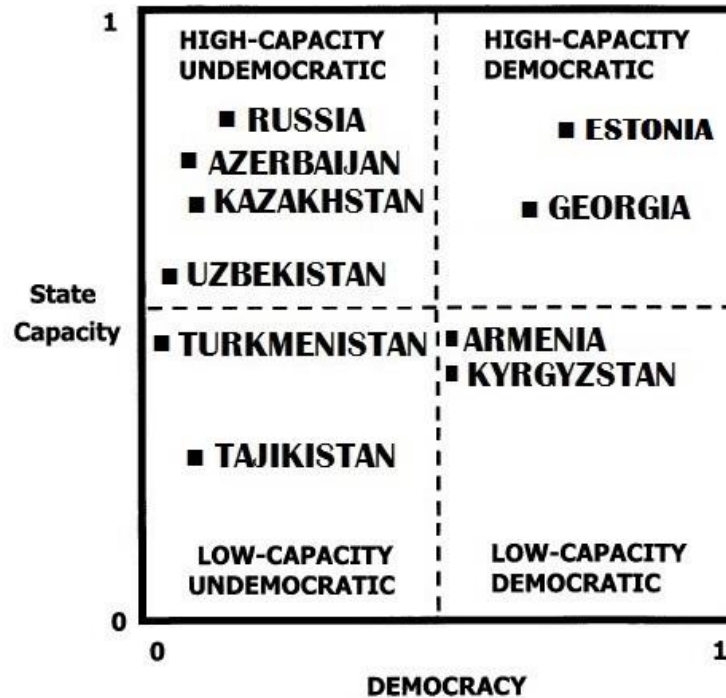 1
HIGH-CAPACITY
UNDEMOCRATIC
HIGH-CAPACITY
DEMOCRATIC
RUSSIA
ESTONIA
AZERBAIJAN
KAZAKHSTAN
GEORGIA
UZBEKISTAN
State
Capacity
TURKMENISTAN
ARMENIA
KYRGYZSTAN
TAJIKISTAN
LOW-CAPACITY
UNDEMOCRATIC
LOW-CAPACITY
DEMOCRATIC
0
0
1
DEMOCRACY